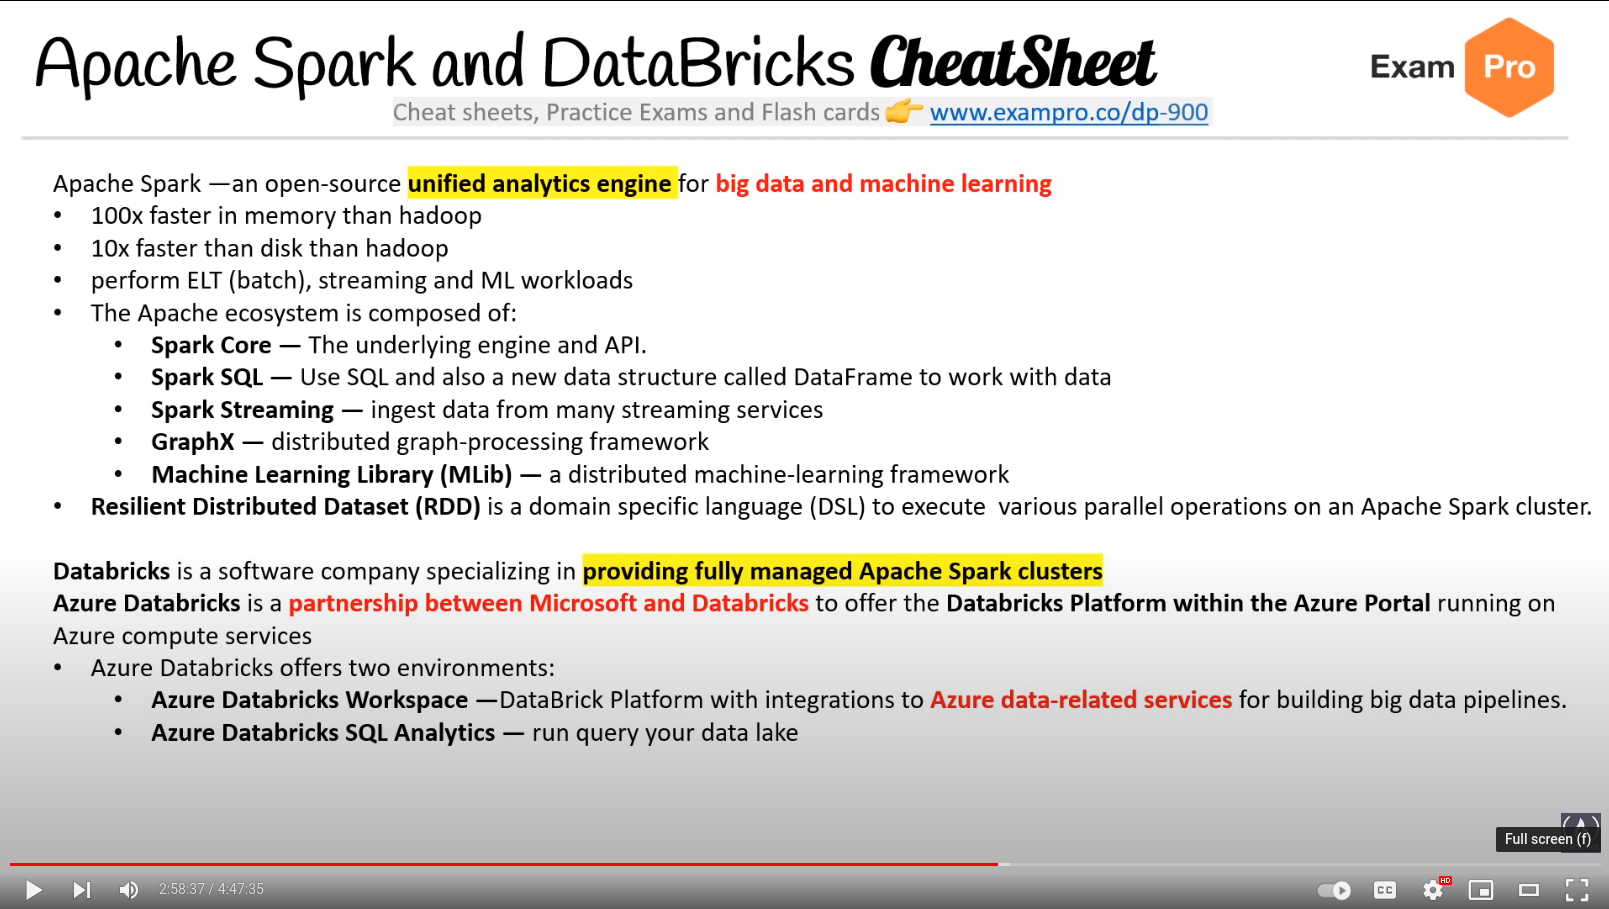 Apache Spark and DataBricks CheatSheet
Exam Pro
Cheat sheets, Practice Exams and Flash cards 👉 www.exampro.co/dp-900
Apache Spark —an open-source unified analytics engine for big data and machine learning
• 100x faster in memory than hadoop
• 10x faster than disk than hadoop
• perform ELT (batch), streaming and ML workloads
• The Apache ecosystem is composed of:
• Spark Core — The underlying engine and API.
• Spark SQL — Use SQL and also a new data structure called DataFrame to work with data
• Spark Streaming — ingest data from many streaming services
• GraphX — distributed graph-processing framework
• Machine Learning Library (MLib) — a distributed machine-learning framework
• Resilient Distributed Dataset (RDD) is a domain specific language (DSL) to execute  various parallel operations on an Apache Spark cluster.
Databricks is a software company specializing in providing fully managed Apache Spark clusters
Azure Databricks is a partnership between Microsoft and Databricks to offer the Databricks Platform within the Azure Portal running on
Azure compute services
• Azure Databricks offers two environments:
• Azure Databricks Workspace —DataBrick Platform with integrations to Azure data-related services for building big data pipelines.
• Azure Databricks SQL Analytics — run query your data lake
Full screen (f)
2:58:37 / 4:47:35
CC
HD